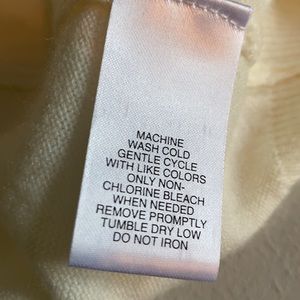 MACHINE
WASH COLD
GENTLE CYCLE
WITH LIKE COLORS
ONLY NON-
CHLORINE BLEACH
WHEN NEEDED
REMOVE PROMPTLY
TUMBLE DRY LOW
DO NOT IRON